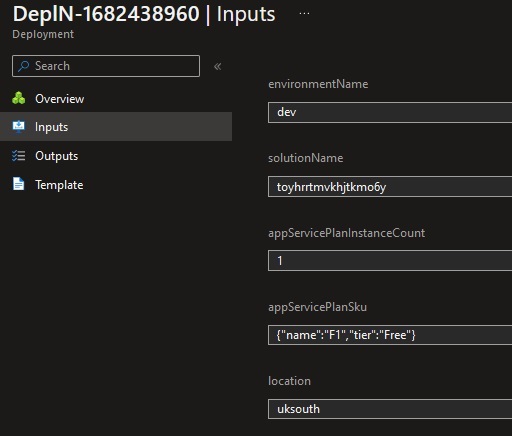 DeplN-1682438960 | Inputs ...
Deployment
Search «
Overview
Inputs
Outputs
Template
environmentName
dev
solutionName
toyhrrtmvkhjtkmo6y
appServicePlanInstanceCount
1
appServicePlanSku
{"name":"F1","tier":"Free"}
location
uksouth